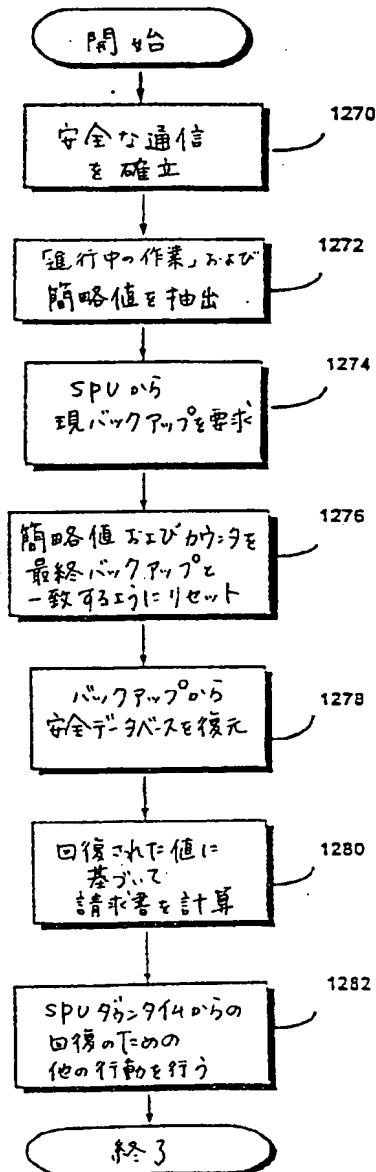 開始
安全な通信
を確立
1270
「進行中の作業」および
簡略値を抽出
1272
SPUから
現バックアップを要求
1274
簡略値およびカウンタを
最終バックアップと
一致するようにリセット
1276
バックアップから
安全データベースを復元
1278
回復された値に
基づいて
請求書を計算
1280
SPUダウンタイムからの
回復のための
他の行動を行う
1282
終了